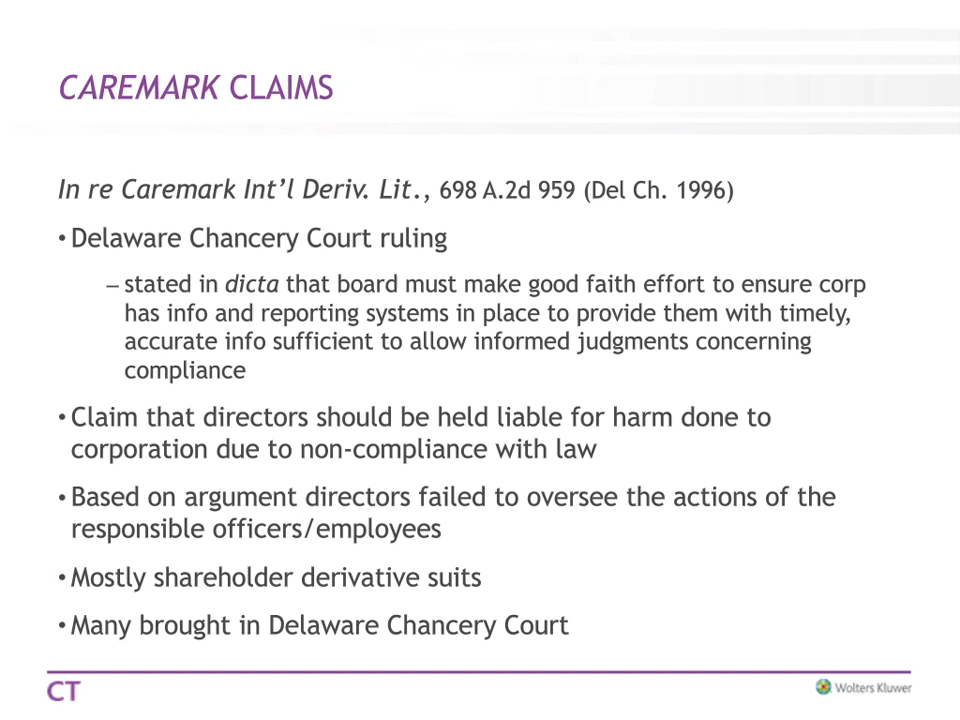 CAREMARK CLAIMS
In re Caremark Int’l Deriv. Lit., 698 A.2d 959 (Del Ch. 1996)
• Delaware Chancery Court ruling
– stated in dicta that board must make good faith effort to ensure corp
has info and reporting systems in place to provide them with timely,
accurate info sufficient to allow informed judgments concerning
compliance
• Claim that directors should be held liable for harm done to
corporation due to non-compliance with law
• Based on argument directors failed to oversee the actions of the
responsible officers/employees
• Mostly shareholder derivative suits
• Many brought in Delaware Chancery Court
CT
Wolters Kluwer